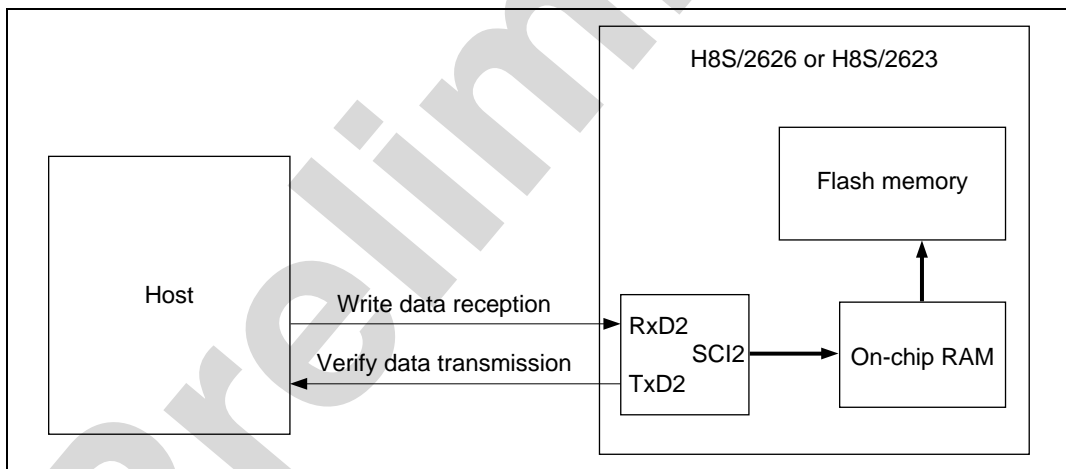 H8S/2626 or H8S/2623
Flash memory
Host
Write data reception
RxD2
SCI2
On-chip RAM
Verify data transmission
TxD2
Prelim